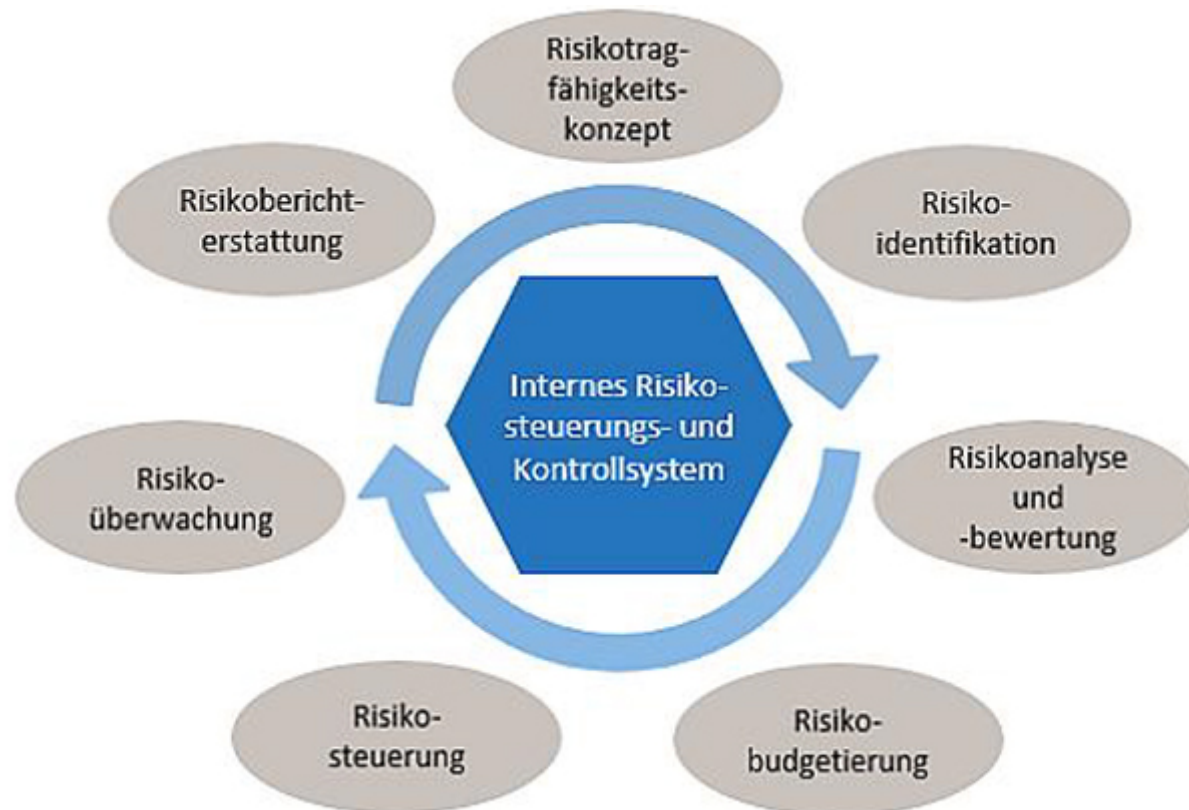 Risikotrag-
fähigkeits-
konzept
Risiko-
identifikation
Risikoanalyse
und
-bewertung
Risiko-
budgetierung
Risiko-
steuerung
Risiko-
überwachung
Risikobericht-
erstattung
Internes Risiko-
steuerungs- und
Kontrollsystem